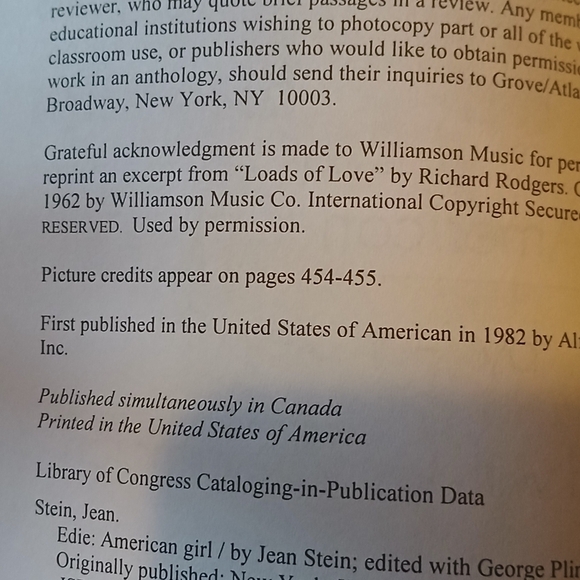 reviewer, who may quote brief passages in a review. Any
educational institutions wishing to photocopy part or all of the
classroom use, or publishers who would like to obtain
work in an anthology, should send their inquiries to
Broadway, New York, NY 10003.
Grateful acknowledgment is made to Williamson Music for
reprint an excerpt from “Loads of Love” by Richard Rodgers.
1962 by Williamson Music Co. International Copyright
RESERVED. Used by permission.
Picture credits appear on pages 454-455.
First published in the United States of American in 1982 by
Inc.
Published simultaneously in Canada
Printed in the United States of America
Library of Congress Cataloging-in-Publication Data
Stein, Jean.
Edie: American girl / by Jean Stein; edited with George
Originally published: